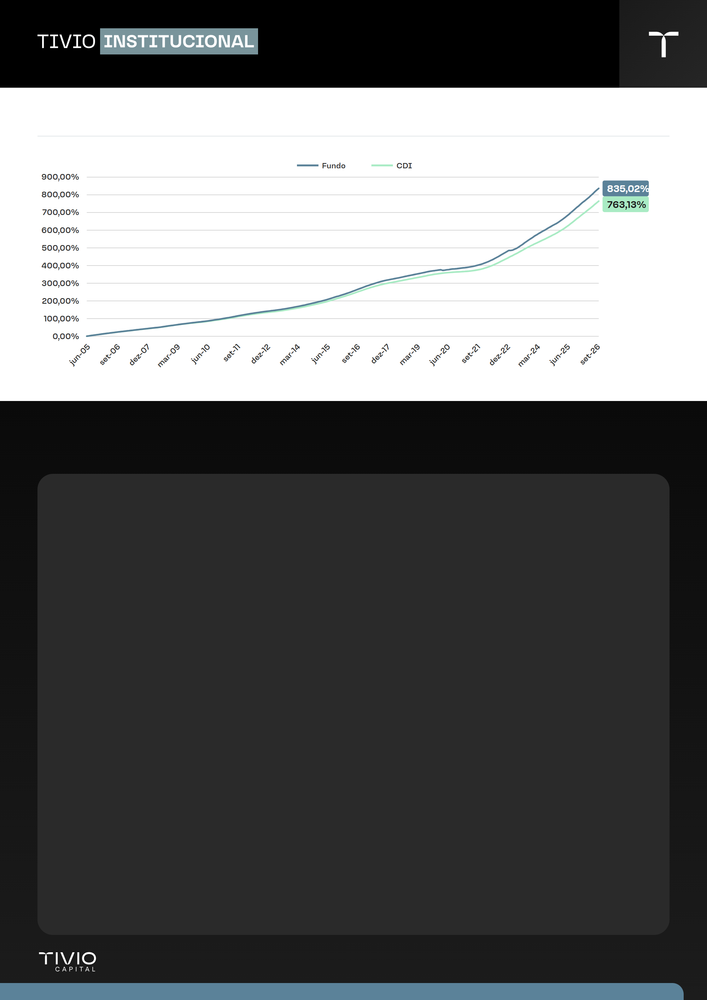 TIVIO INSTITUCIONAL
Fundo CDI
900,00%
800,00%
700,00%
600,00%
500,00%
400,00%
300,00%
200,00%
100,00%
0,00%
835,02%
763,13%
jun-05 set-06 dez-07 mar-09 jun-10 set-11 dez-12 mar-14 jun-15 set-16 dez-17 mar-19 jun-20 set-21 dez-22 mar-24 jun-25 set-26
TIVIO
CAPITAL